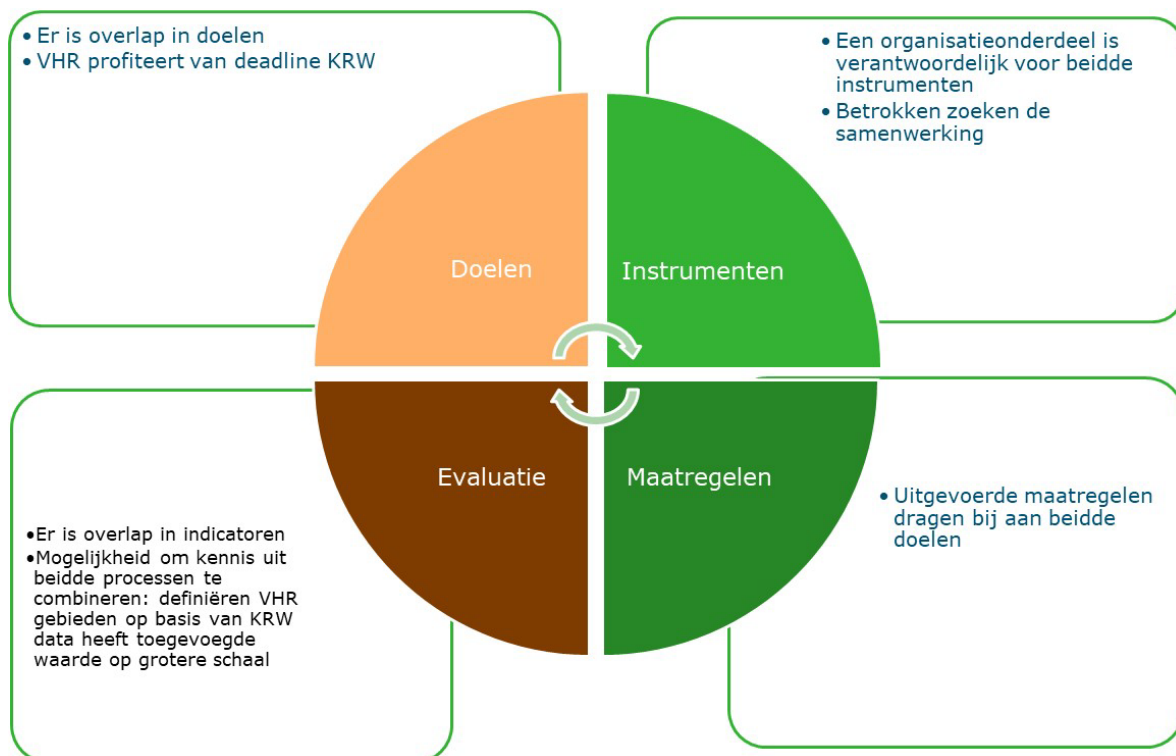 • Er is overlap in doelen
• VHR profiteert van deadline KRW
• Een organisatieonderdeel is
verantwoordelijk voor beidde
instrumenten
• Betrokken zoeken de
samenwerking
Doelen
Instrumenten
Evaluatie
Maatregelen
•Er is overlap in indicatoren
•Mogelijkheid om kennis uit
beidde processen te
combineren: definiëren VHR
gebieden op basis van KRW
data heeft toegevoegde
waarde op grotere schaal
• Uitgevoerde maatregelen
dragen bij aan beidde
doelen